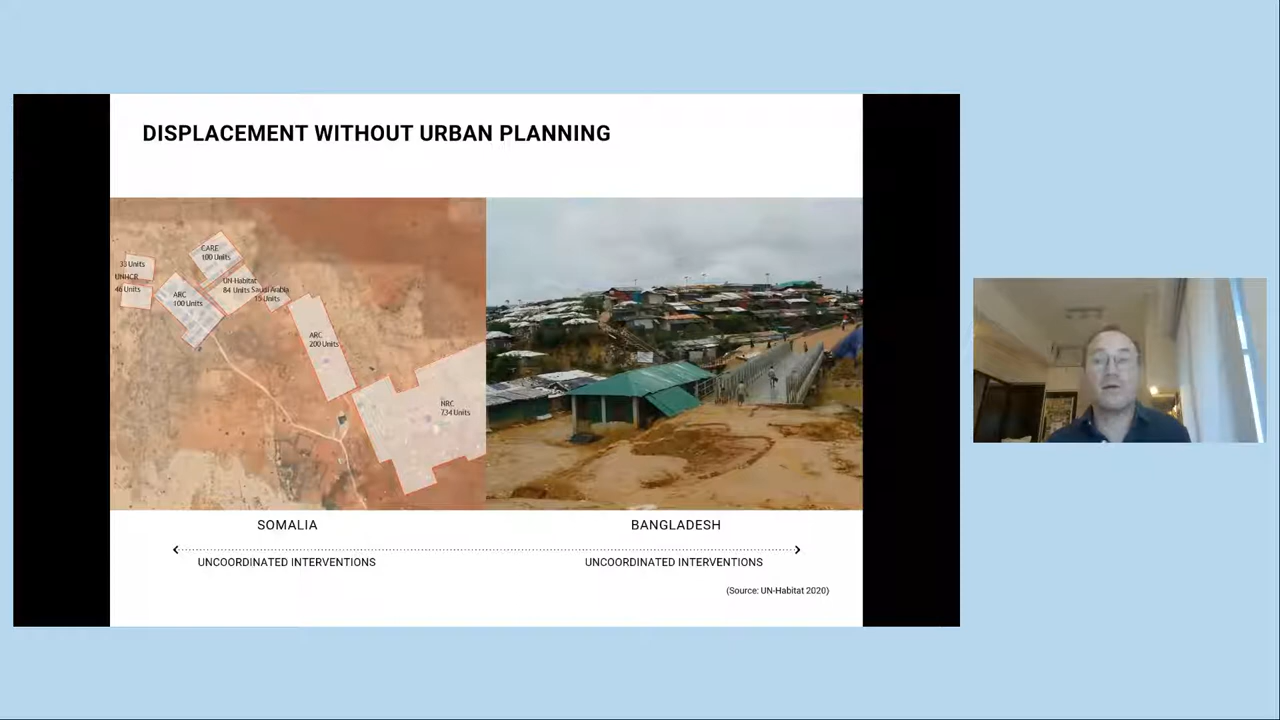 DISPLACEMENT WITHOUT URBAN PLANNING
CARE
100 Units
33 Units
UNHCR
46 Units
ARC
100 Units
UN-Habitat
84 Units
Saudi Arabia
15 Units
ARC
200 Units
NRC
734 Units
SOMALIA
BANGLADESH
UNCOORDINATED INTERVENTIONS
UNCOORDINATED INTERVENTIONS
(Source: UN-Habitat 2020)